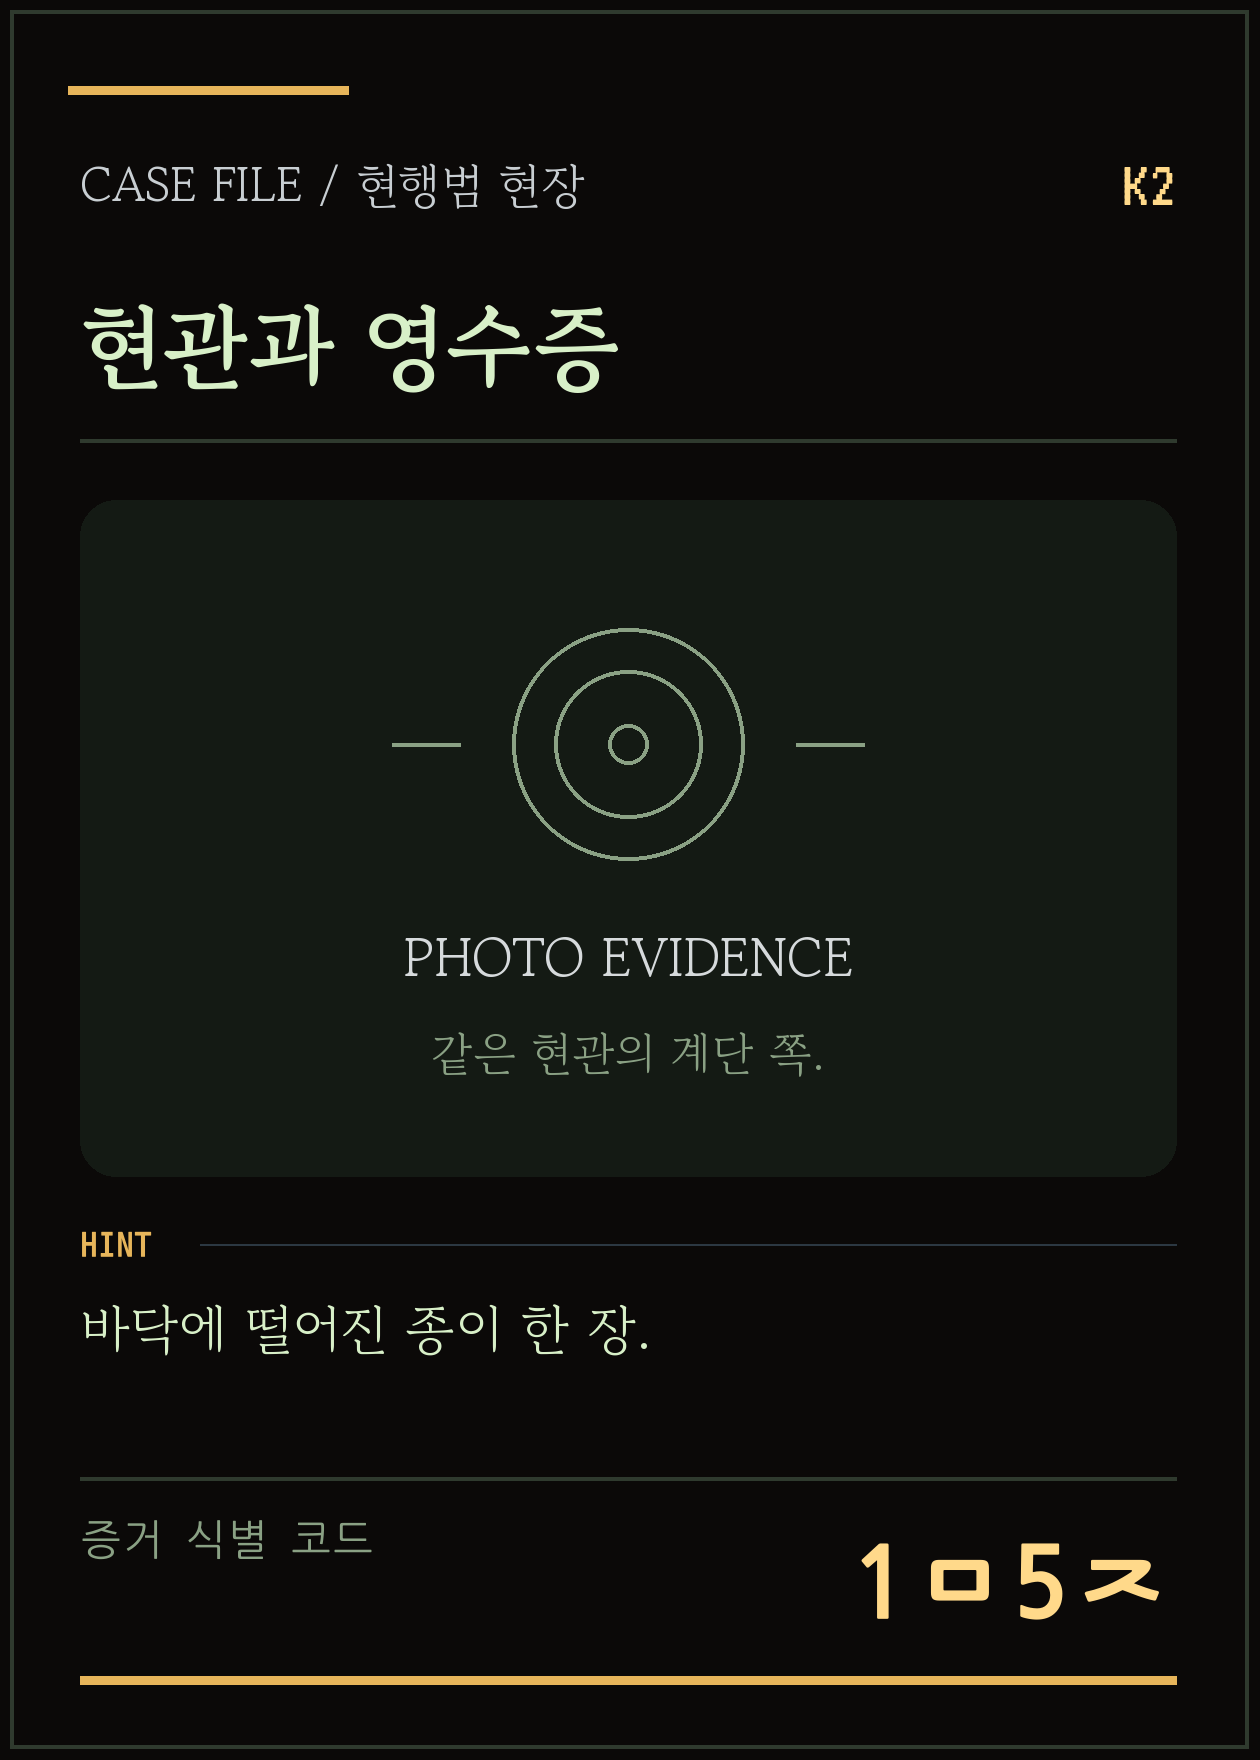 CASE FILE / 현행범 현장
K2
현관과 영수증
PHOTO EVIDENCE
같은 현관의 계단 쪽.
HINT
바닥에 떨어진 종이 한 장.
증거 식별 코드
1ㅁ5ㅈ